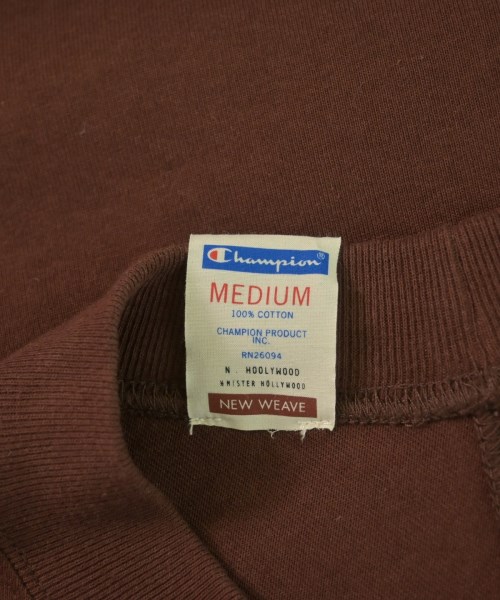 Champion
MEDIUM
100% COTTON
CHAMPION PRODUCT
INC.
RN26094
N. HOOLYWOOD
MISTER HOLLYWOOD
NEW WEAVE